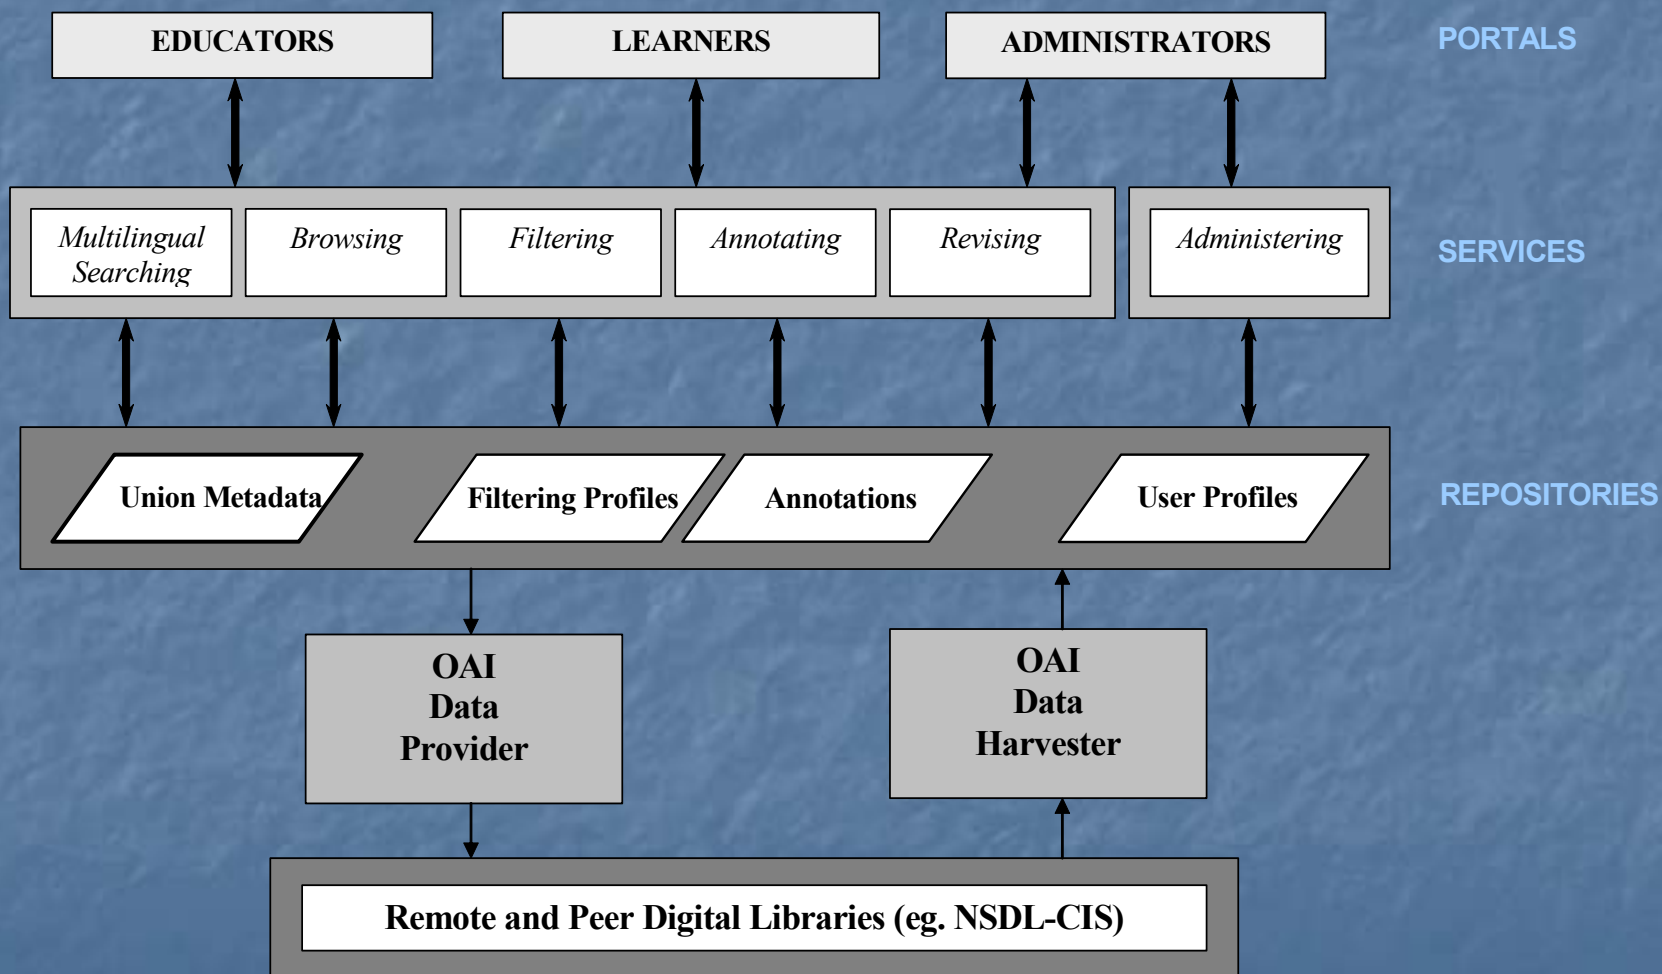 EDUCATORS
LEARNERS
ADMINISTRATORS
PORTALS
Multilingual
Searching
Browsing
Filtering
Annotating
Revising
Administering
SERVICES
Union Metadata
Filtering Profiles
Annotations
User Profiles
REPOSITORIES
OAI
Data
Provider
OAI
Data
Harvester
Remote and Peer Digital Libraries (eg. NSDL-CIS)